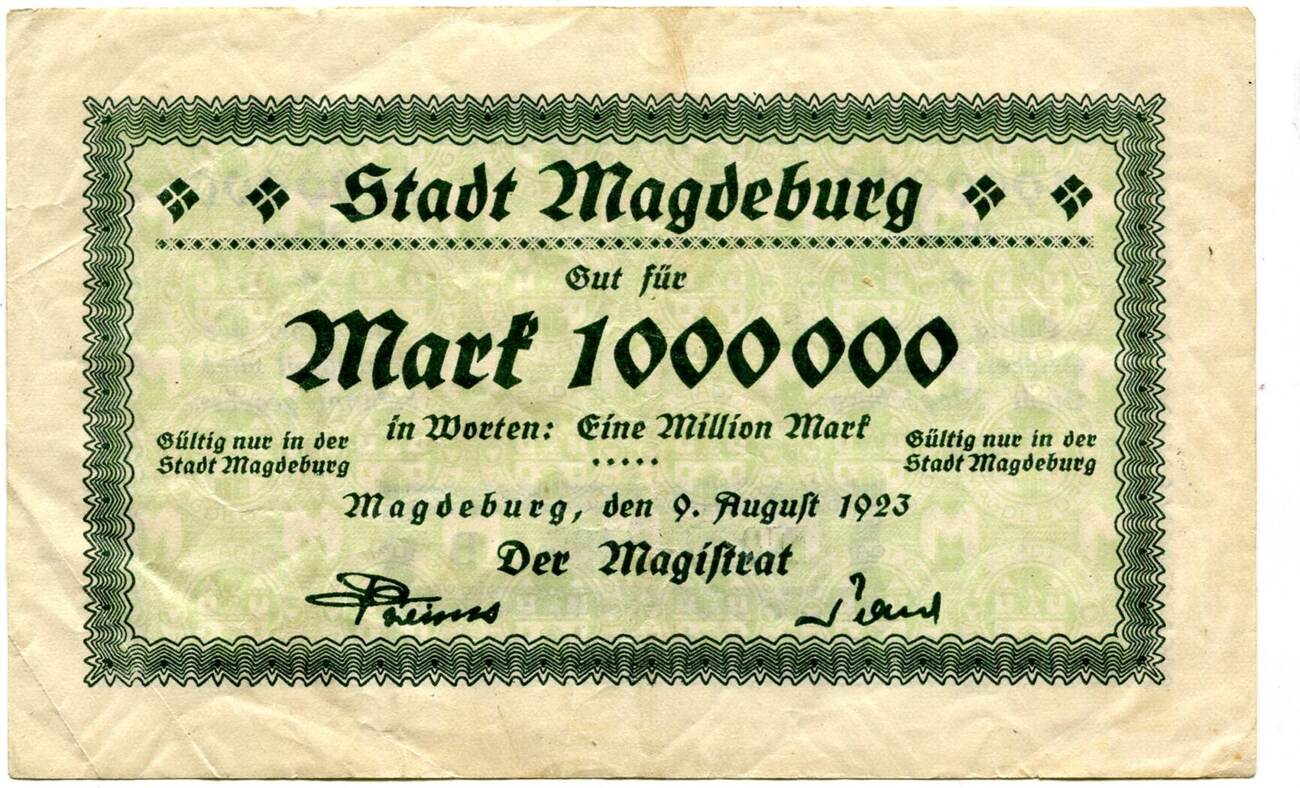 Stadt Magdeburg
Gut für
Mark 1000000
in Worten: Eine Million Mark
Gültig nur in der
Stadt Magdeburg
Gültig nur in der
Stadt Magdeburg
Magdeburg, den 9. August 1923
Der Magistrat